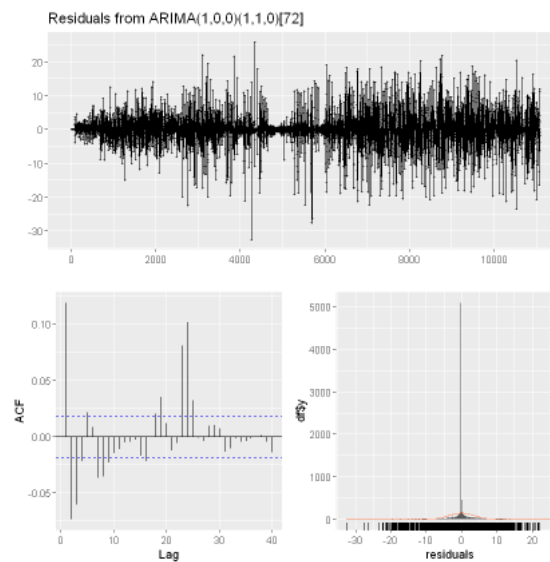 Residuals from ARIMA(1,0,0)(1,1,0)[72]
20
10
0
-10
-20
-30
0 2000 4000 6000 8000 10000
0.10
0.05
0.00
-0.05
ACF
0 10 20 30 40
Lag
5000
4000
3000
2000
1000
0
df$y
-30 -20 -10 0 10 20
residuals